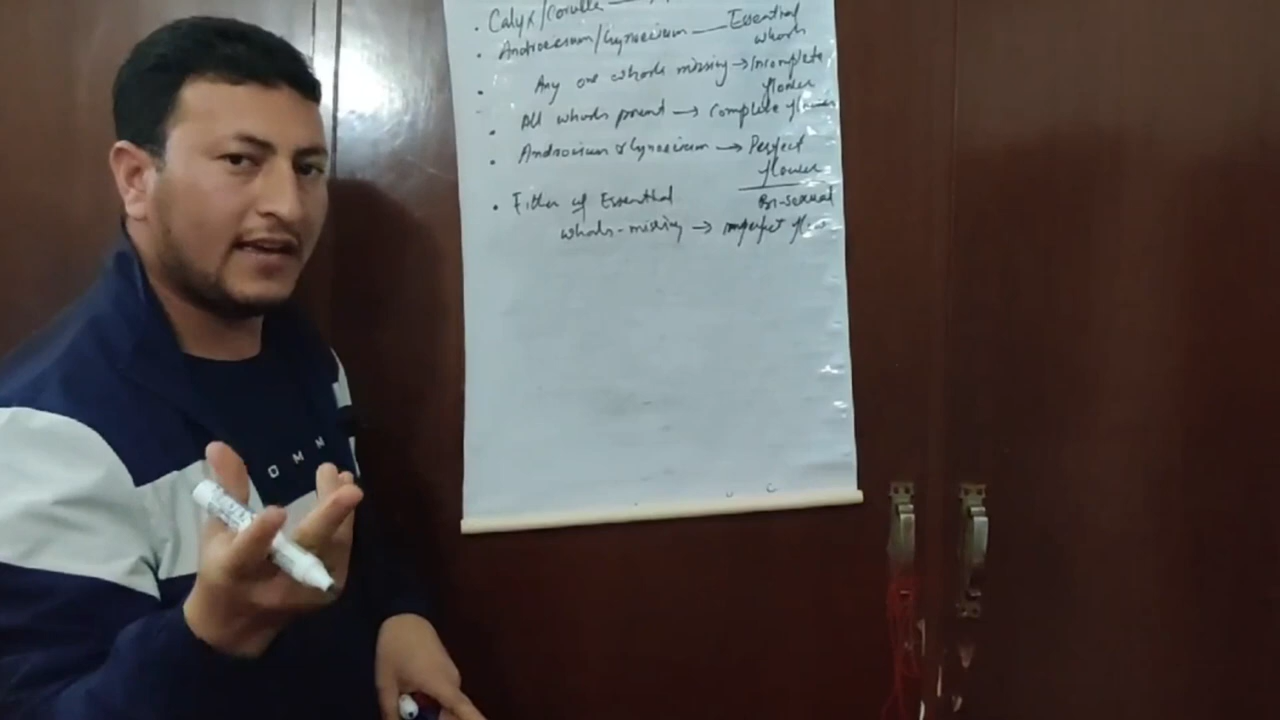 • Calyx/Corolla —
• Androecium/Gynoecium — Essential
whorls
• Any one whorls missing → Incomplete
flower
• All whorls present → Complete flower
• Androecium & Gynoecium → Perfect
flower
Bi-sexual
• Either of Essential
whorls-missing → imperfect
OMM